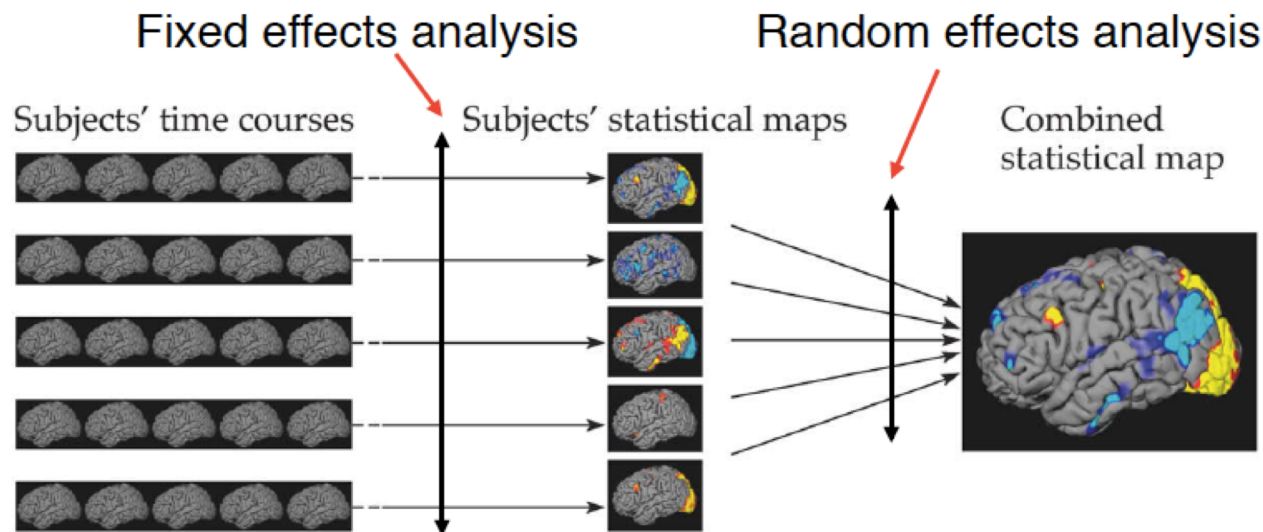 Fixed effects analysis
Random effects analysis
Subjects’ time courses
Subjects’ statistical maps
Combined
statistical map